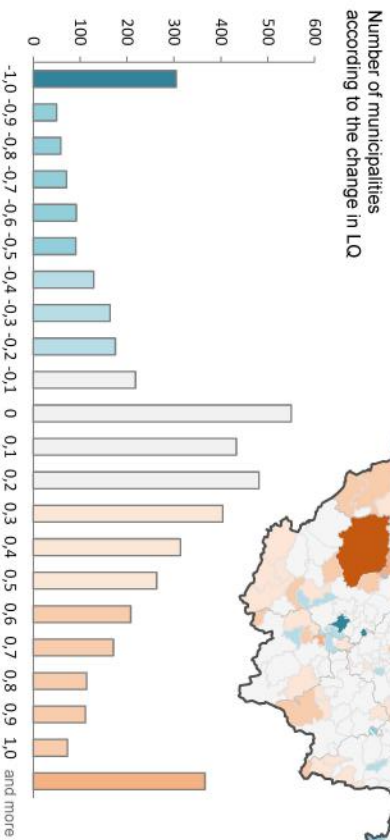 Number of municipalities
according to the change in LQ
600
500
400
300
200
100
0
-1,0 -0,9 -0,8 -0,7 -0,6 -0,5 -0,4 -0,3 -0,2 -0,1 0 0,1 0,2 0,3 0,4 0,5 0,6 0,7 0,8 0,9 1,0 and more